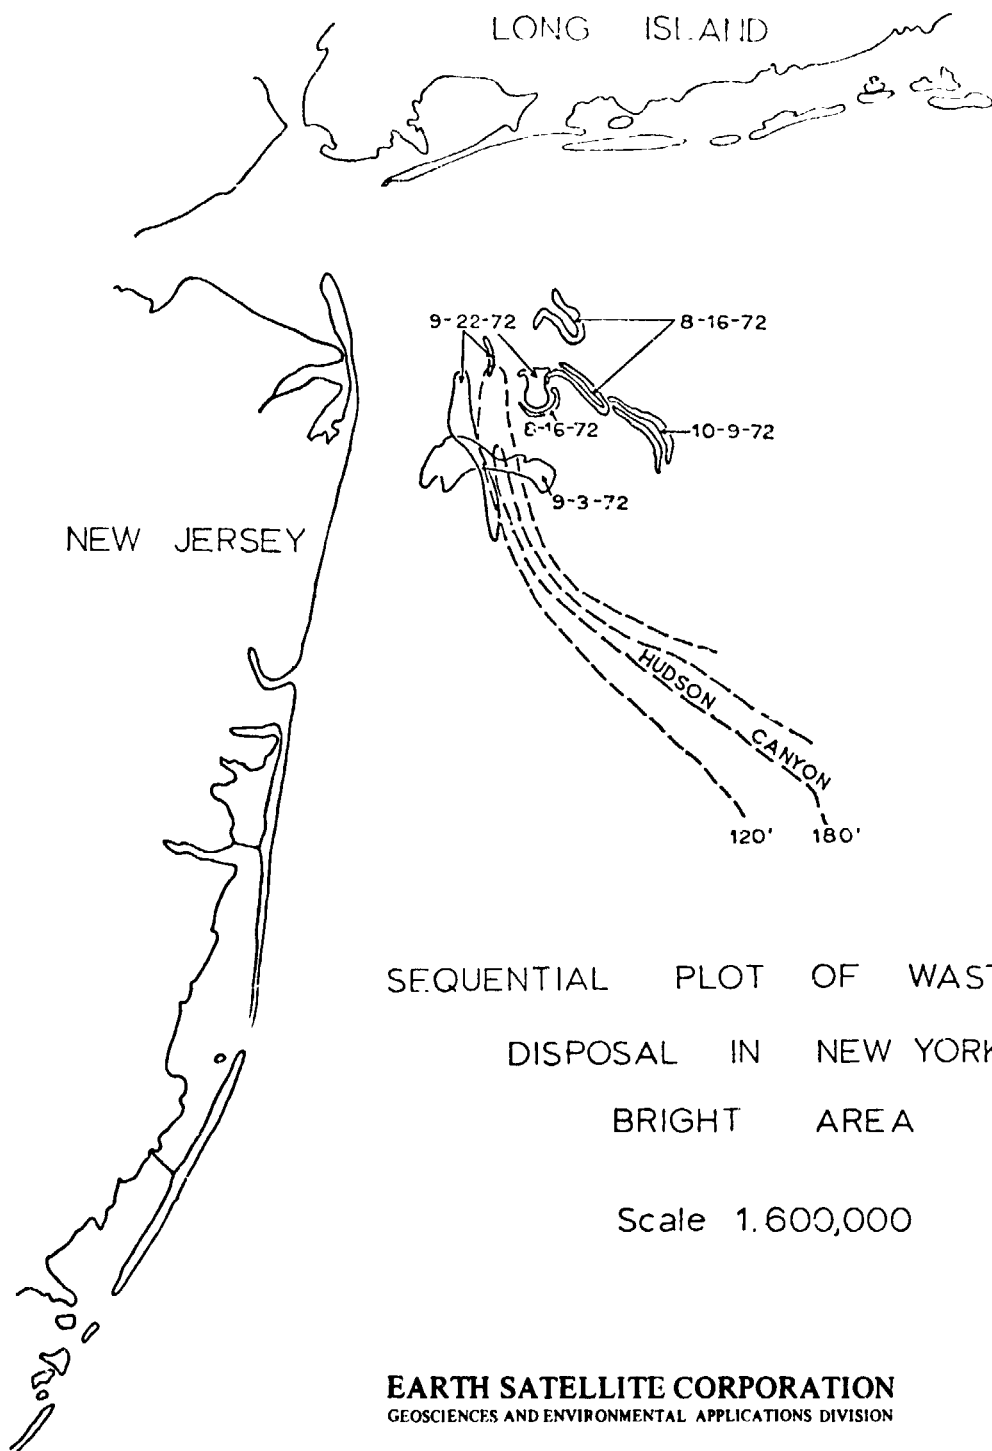 LONG ISLAND
9-22-72
8-16-72
8-16-72
10-9-72
9-3-72
NEW JERSEY
HUDSON CANYON
120' 180'
SEQUENTIAL PLOT OF WAST
DISPOSAL IN NEW YORK
BRIGHT AREA
Scale 1.600,000
EARTH SATELLITE CORPORATION
GEOSCIENCES AND ENVIRONMENTAL APPLICATIONS DIVISION